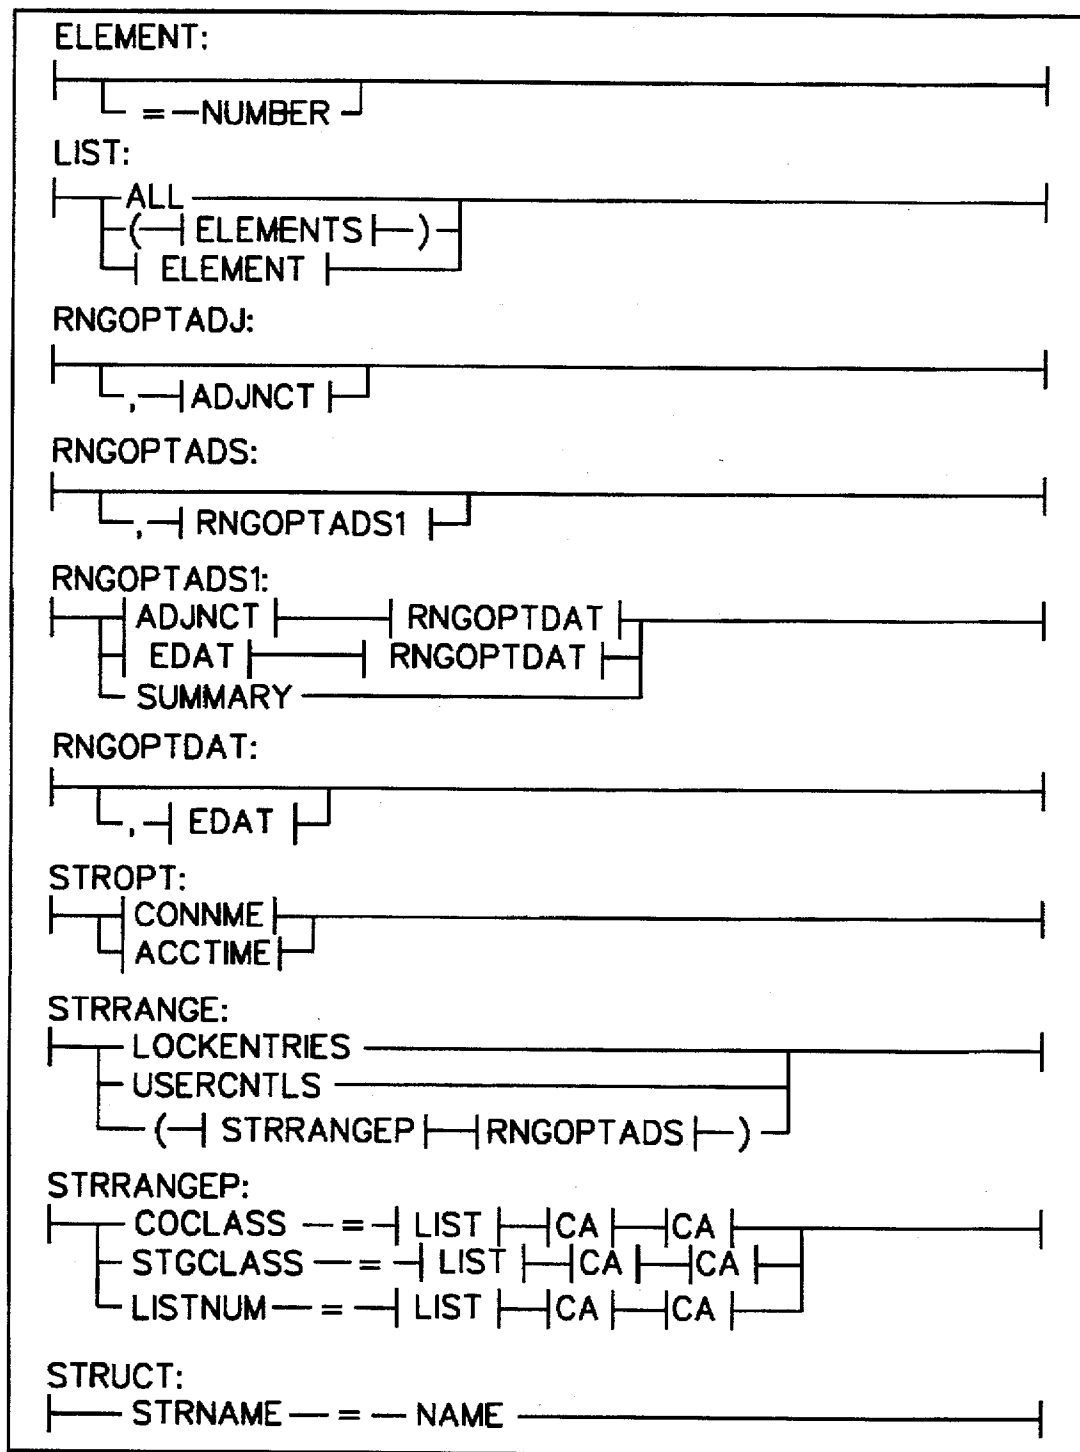 ELEMENT:
= NUMBER
LIST:
ALL
( ELEMENTS )
ELEMENT
RNGOPTADJ:
, ADJNCT
RNGOPTADS:
, RNGOPTADS1
RNGOPTADS1:
ADJNCT RNGOPTDAT
EDAT RNGOPTDAT
SUMMARY
RNGOPTDAT:
, EDAT
STROPT:
CONNME
ACCTIME
STRRANGE:
LOCKENTRIES
USERCNTLS
( STRRANGEP RNGOPTADS )
STRRANGEP:
COCLASS = LIST CA CA
STGCLASS = LIST CA CA
LISTNUM = LIST CA CA
STRUCT:
STRNAME = NAME